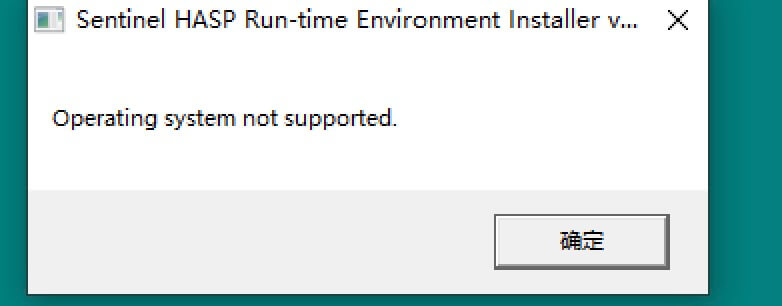 Sentinel HASP Run-time Environment Installer v...
Operating system not supported.
确定